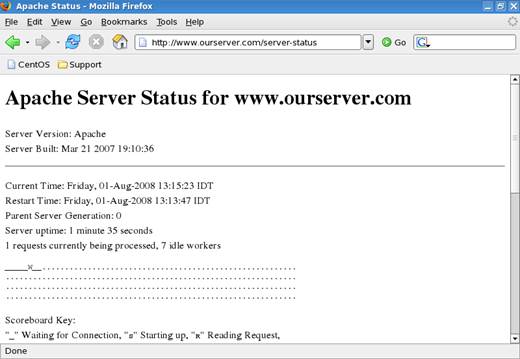 Apache Status - Mozilla Firefox
File Edit View Go Bookmarks Tools Help
http://www.ourserver.com/server-status Go G
CentOS Support
Apache Server Status for www.ourserver.com
Server Version: Apache
Server Built: Mar 21 2007 19:10:36
Current Time: Friday, 01-Aug-2008 13:15:23 IDT
Restart Time: Friday, 01-Aug-2008 13:13:47 IDT
Parent Server Generation: 0
Server uptime: 1 minute 35 seconds
1 requests currently being processed, 7 idle workers
_____W__........................................................
................................................................
................................................................
................................................................
Scoreboard Key:
"_" Waiting for Connection, "S" Starting up, "R" Reading Request,
Done